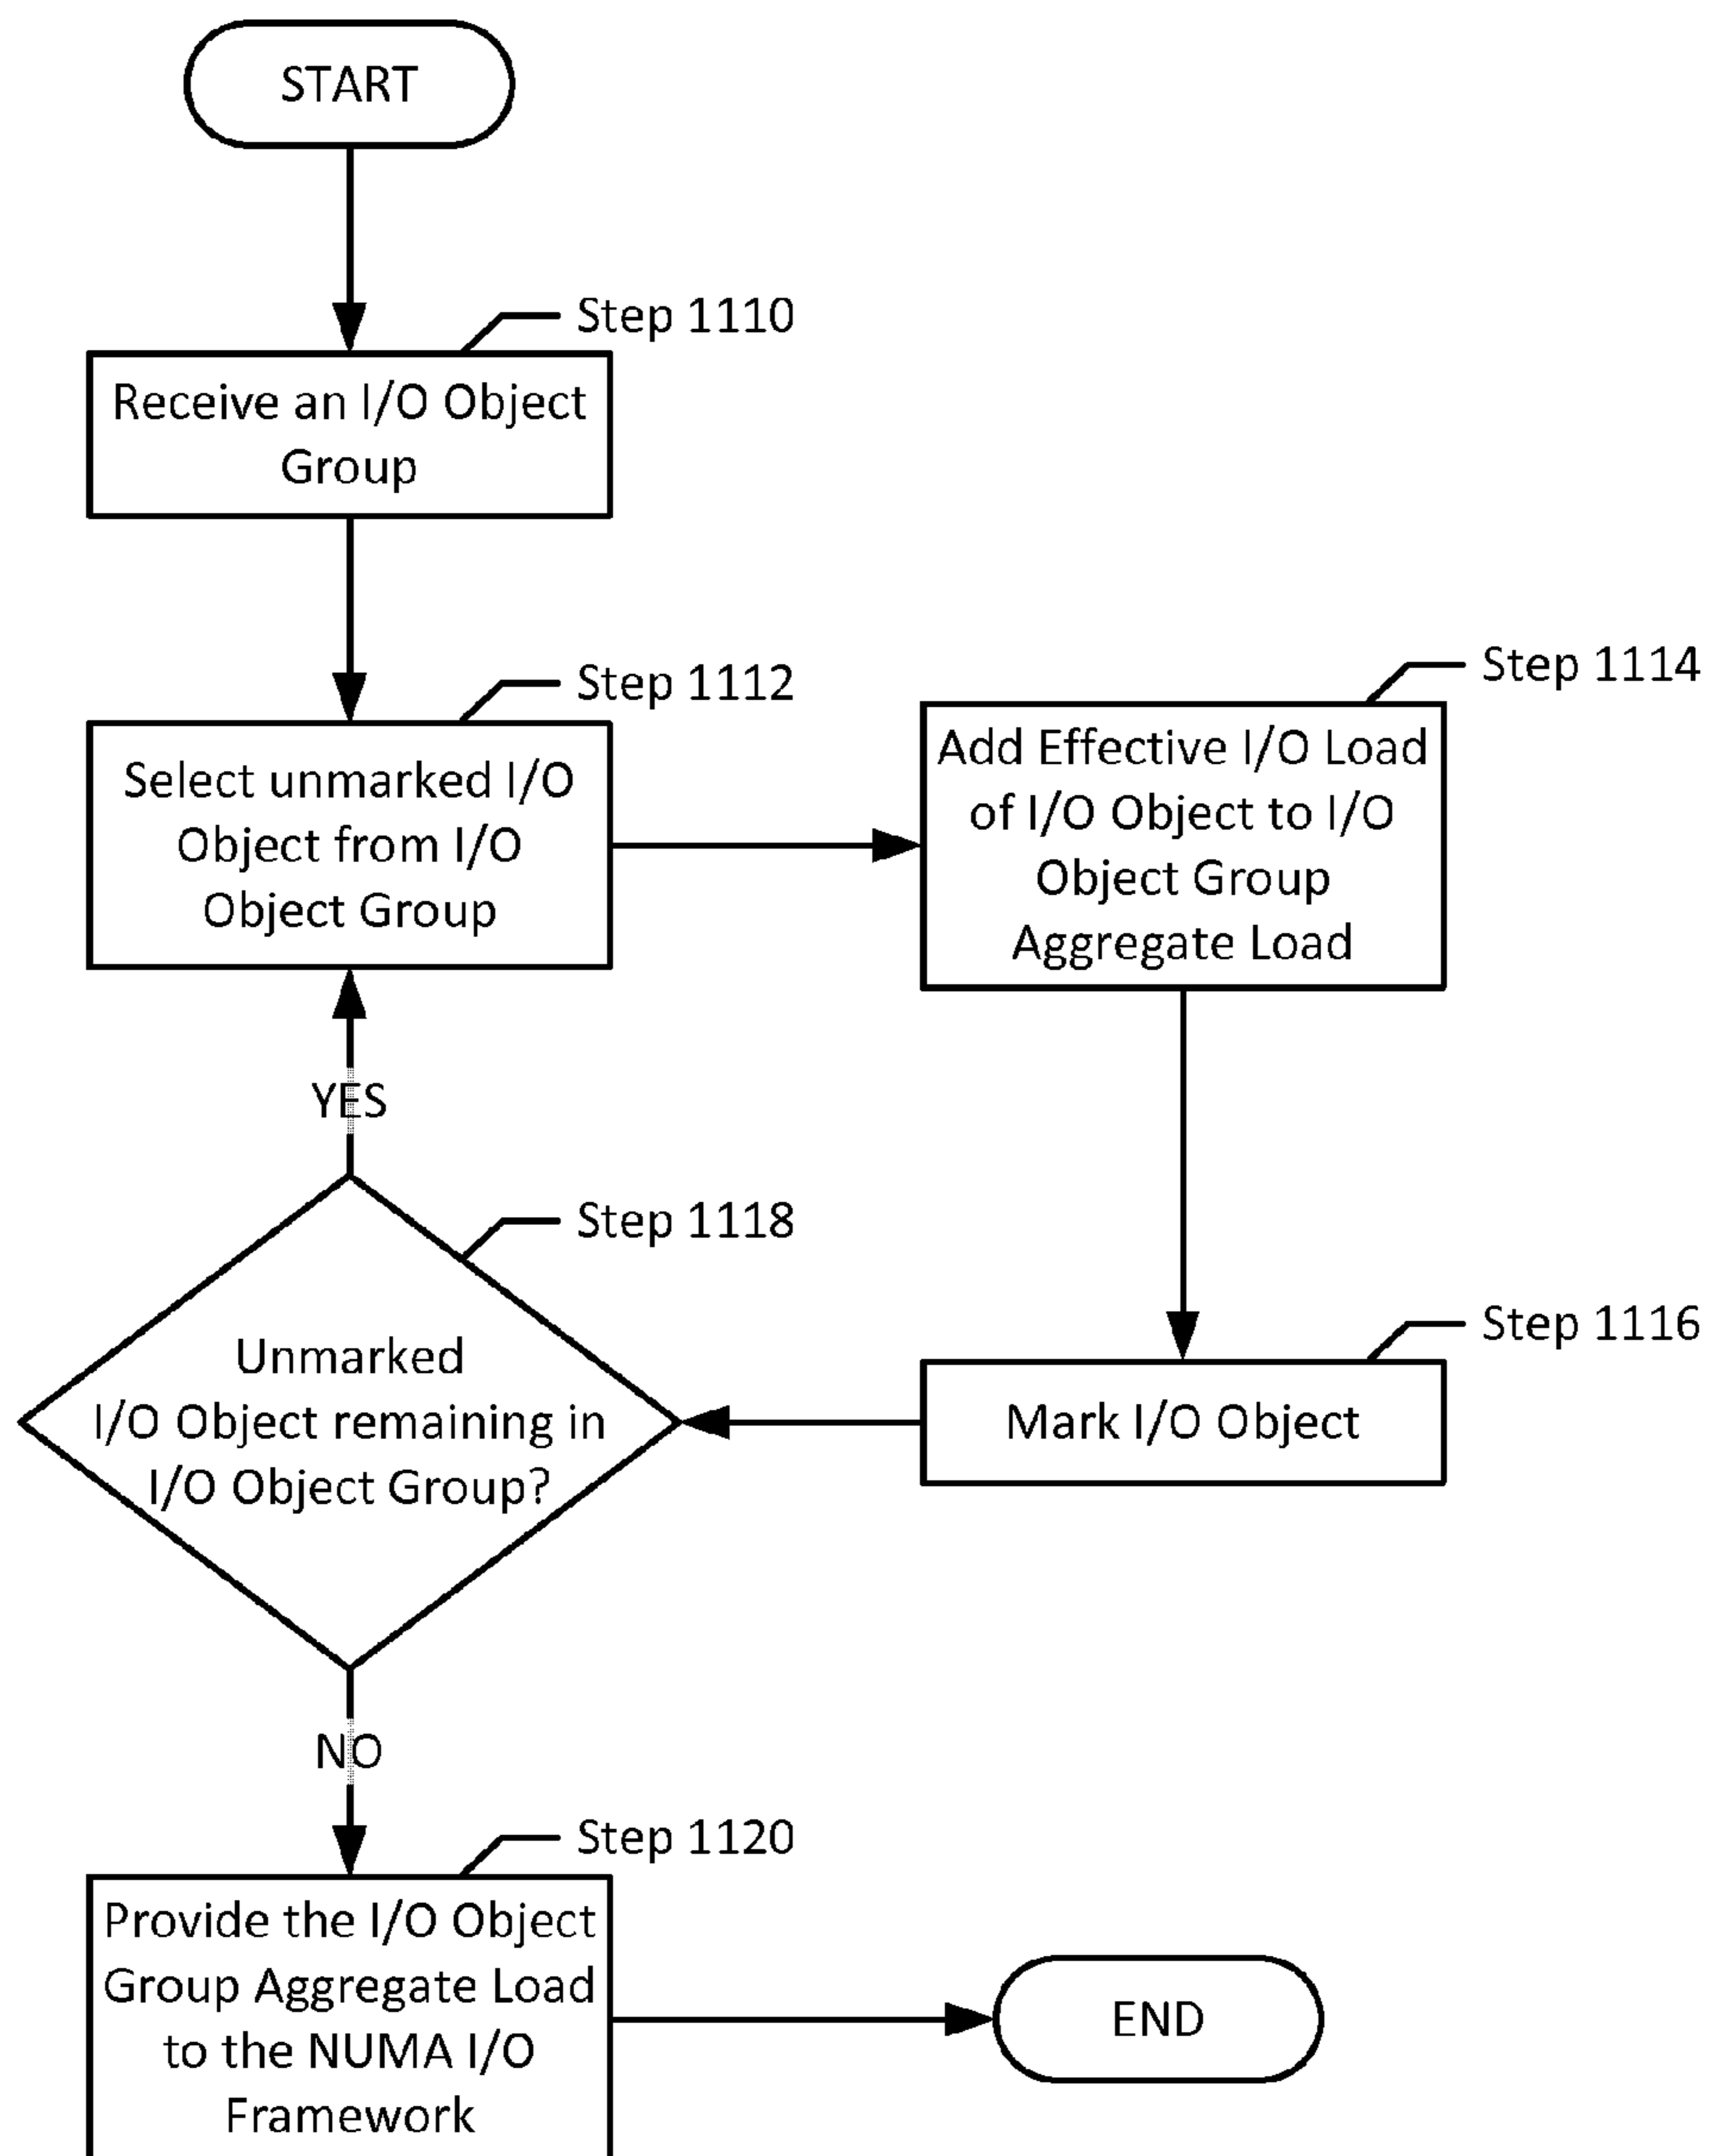 START
Step 1110
Receive an I/O Object
Group
Step 1112
Select unmarked I/O
Object from I/O
Object Group
Step 1114
Add Effective I/O Load
of I/O Object to I/O
Object Group
Aggregate Load
YES
Step 1118
Unmarked
I/O Object remaining in
I/O Object Group?
Step 1116
Mark I/O Object
NO
Step 1120
Provide the I/O Object
Group Aggregate Load
to the NUMA I/O
Framework
END